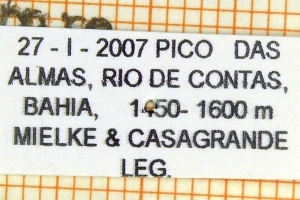 27 - I - 2007 PICO DAS
ALMAS, RIO DE CONTAS,
BAHIA, 1450- 1600 m
MIELKE & CASAGRANDE
LEG.